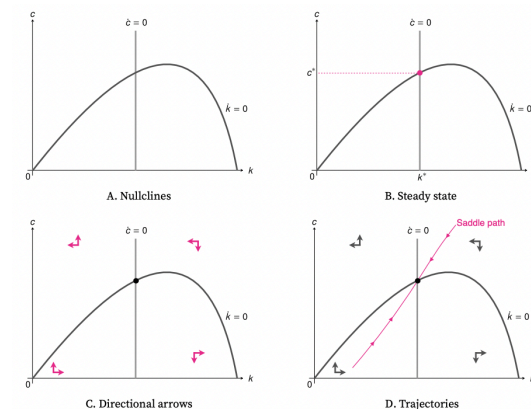 c
ċ = 0
k̇ = 0
0
k
A. Nullclines
c
ċ = 0
c*
k̇ = 0
0
k*
k
B. Steady state
c
ċ = 0
k̇ = 0
0
k
C. Directional arrows
c
ċ = 0
Saddle path
k̇ = 0
0
D. Trajectories